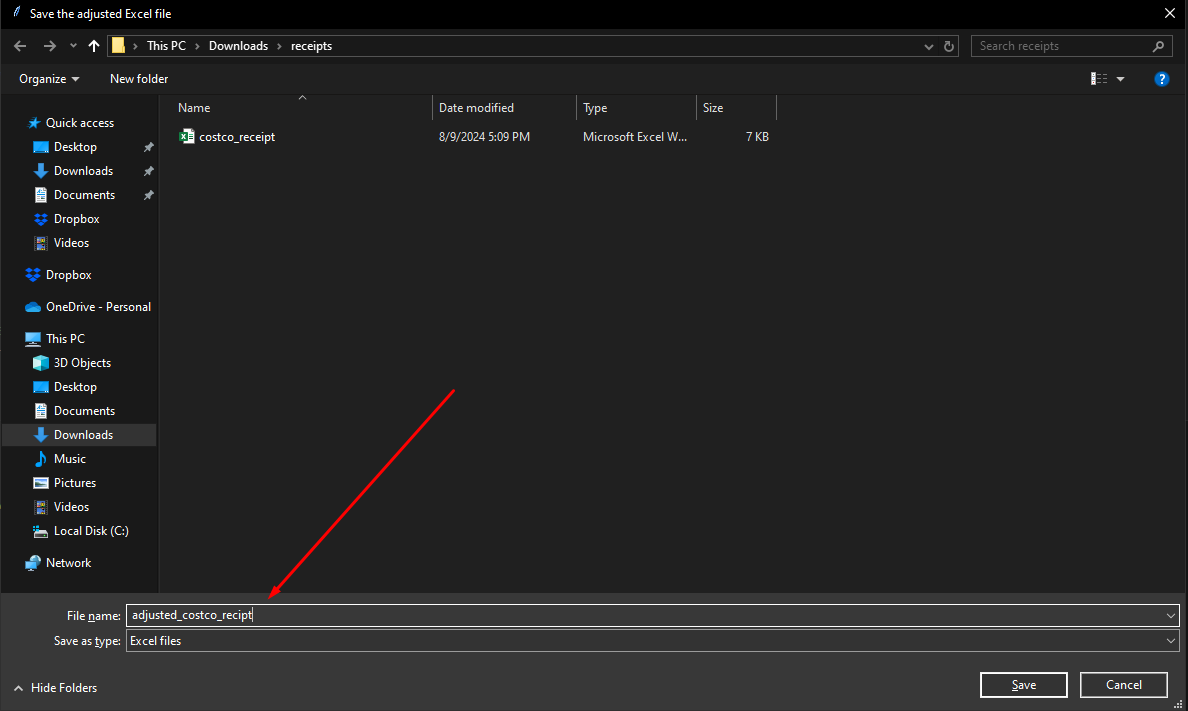 Save the adjusted Excel file
This PC > Downloads > receipts
Search receipts
Organize
New folder
?
Name Date modified Type Size
costco_receipt 8/9/2024 5:09 PM Microsoft Excel W... 7 KB
Quick access
Desktop
Downloads
Documents
Dropbox
Videos
Dropbox
OneDrive - Personal
This PC
3D Objects
Desktop
Documents
Downloads
Music
Pictures
Videos
Local Disk (C:)
Network
File name: adjusted_costco_recipt
Save as type: Excel files
Hide Folders
Save
Cancel